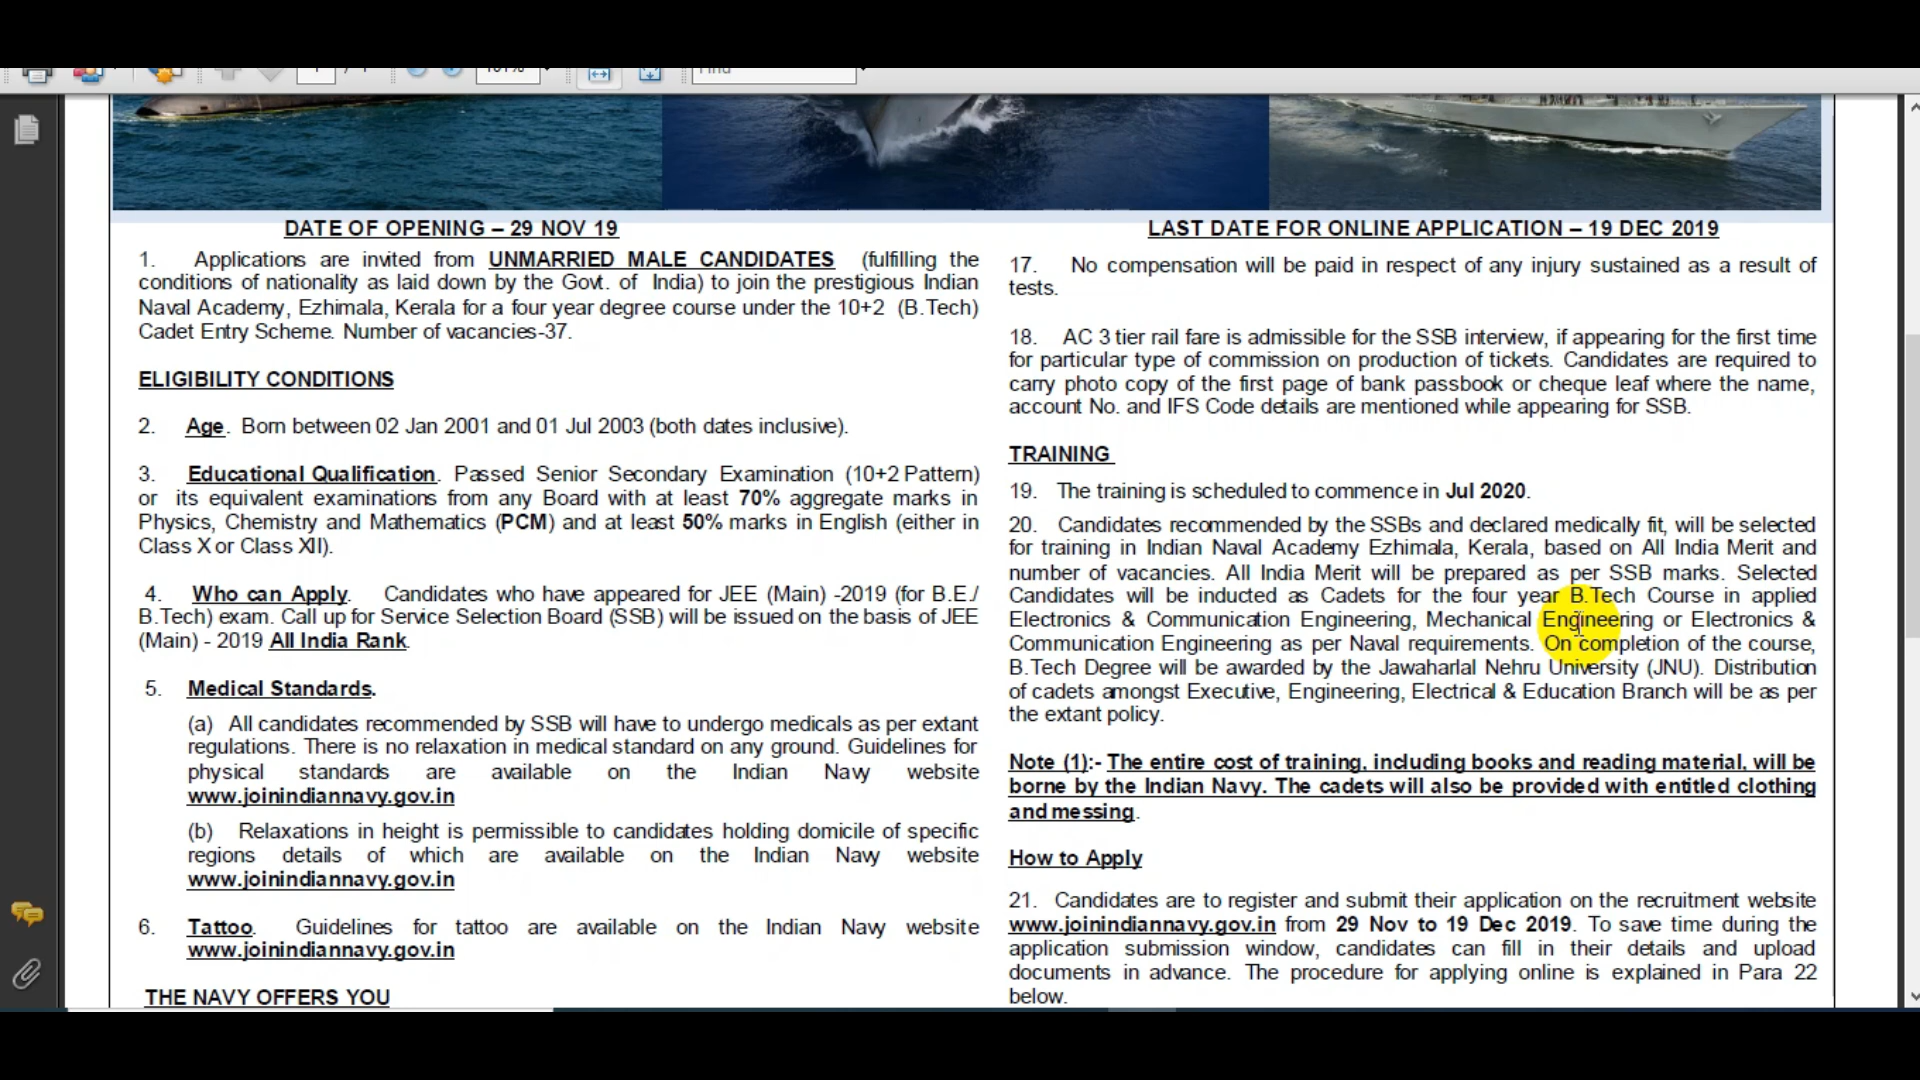 DATE OF OPENING – 29 NOV 19
1. Applications are invited from UNMARRIED MALE CANDIDATES (fulfilling the
conditions of nationality as laid down by the Govt. of India) to join the prestigious Indian
Naval Academy, Ezhimala, Kerala for a four year degree course under the 10+2 (B.Tech)
Cadet Entry Scheme. Number of vacancies-37.
ELIGIBILITY CONDITIONS
2. Age. Born between 02 Jan 2001 and 01 Jul 2003 (both dates inclusive).
3. Educational Qualification. Passed Senior Secondary Examination (10+2 Pattern)
or its equivalent examinations from any Board with at least 70% aggregate marks in
Physics, Chemistry and Mathematics (PCM) and at least 50% marks in English (either in
Class X or Class XII).
4. Who can Apply. Candidates who have appeared for JEE (Main) -2019 (for B.E./
B.Tech) exam. Call up for Service Selection Board (SSB) will be issued on the basis of JEE
(Main) - 2019 All India Rank.
5. Medical Standards.
(a) All candidates recommended by SSB will have to undergo medicals as per extant
regulations. There is no relaxation in medical standard on any ground. Guidelines for
physical standards are available on the Indian Navy website
www.joinindiannavy.gov.in
(b) Relaxations in height is permissible to candidates holding domicile of specific
regions details of which are available on the Indian Navy website
www.joinindiannavy.gov.in
6. Tattoo. Guidelines for tattoo are available on the Indian Navy website
www.joinindiannavy.gov.in
THE NAVY OFFERS YOU
LAST DATE FOR ONLINE APPLICATION – 19 DEC 2019
17. No compensation will be paid in respect of any injury sustained as a result of
tests.
18. AC 3 tier rail fare is admissible for the SSB interview, if appearing for the first time
for particular type of commission on production of tickets. Candidates are required to
carry photo copy of the first page of bank passbook or cheque leaf where the name,
account No. and IFS Code details are mentioned while appearing for SSB.
TRAINING
19. The training is scheduled to commence in Jul 2020.
20. Candidates recommended by the SSBs and declared medically fit, will be selected
for training in Indian Naval Academy Ezhimala, Kerala, based on All India Merit and
number of vacancies. All India Merit will be prepared as per SSB marks. Selected
Candidates will be inducted as Cadets for the four year B.Tech Course in applied
Electronics & Communication Engineering, Mechanical Engineering or Electronics &
Communication Engineering as per Naval requirements. On completion of the course,
B.Tech Degree will be awarded by the Jawaharlal Nehru University (JNU). Distribution
of cadets amongst Executive, Engineering, Electrical & Education Branch will be as per
the extant policy.
Note (1):- The entire cost of training, including books and reading material, will be
borne by the Indian Navy. The cadets will also be provided with entitled clothing
and messing.
How to Apply
21. Candidates are to register and submit their application on the recruitment website
www.joinindiannavy.gov.in from 29 Nov to 19 Dec 2019. To save time during the
application submission window, candidates can fill in their details and upload
documents in advance. The procedure for applying online is explained in Para 22
below.